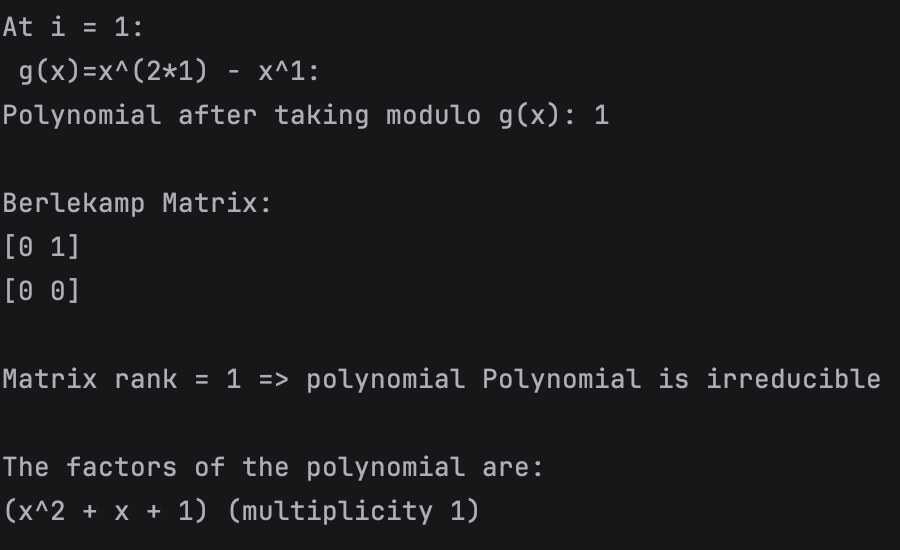 At i = 1:
g(x)=x^(2*1) - x^1:
Polynomial after taking modulo g(x): 1
Berlekamp Matrix:
[0 1]
[0 0]
Matrix rank = 1 => polynomial Polynomial is irreducible
The factors of the polynomial are:
(x^2 + x + 1) (multiplicity 1)